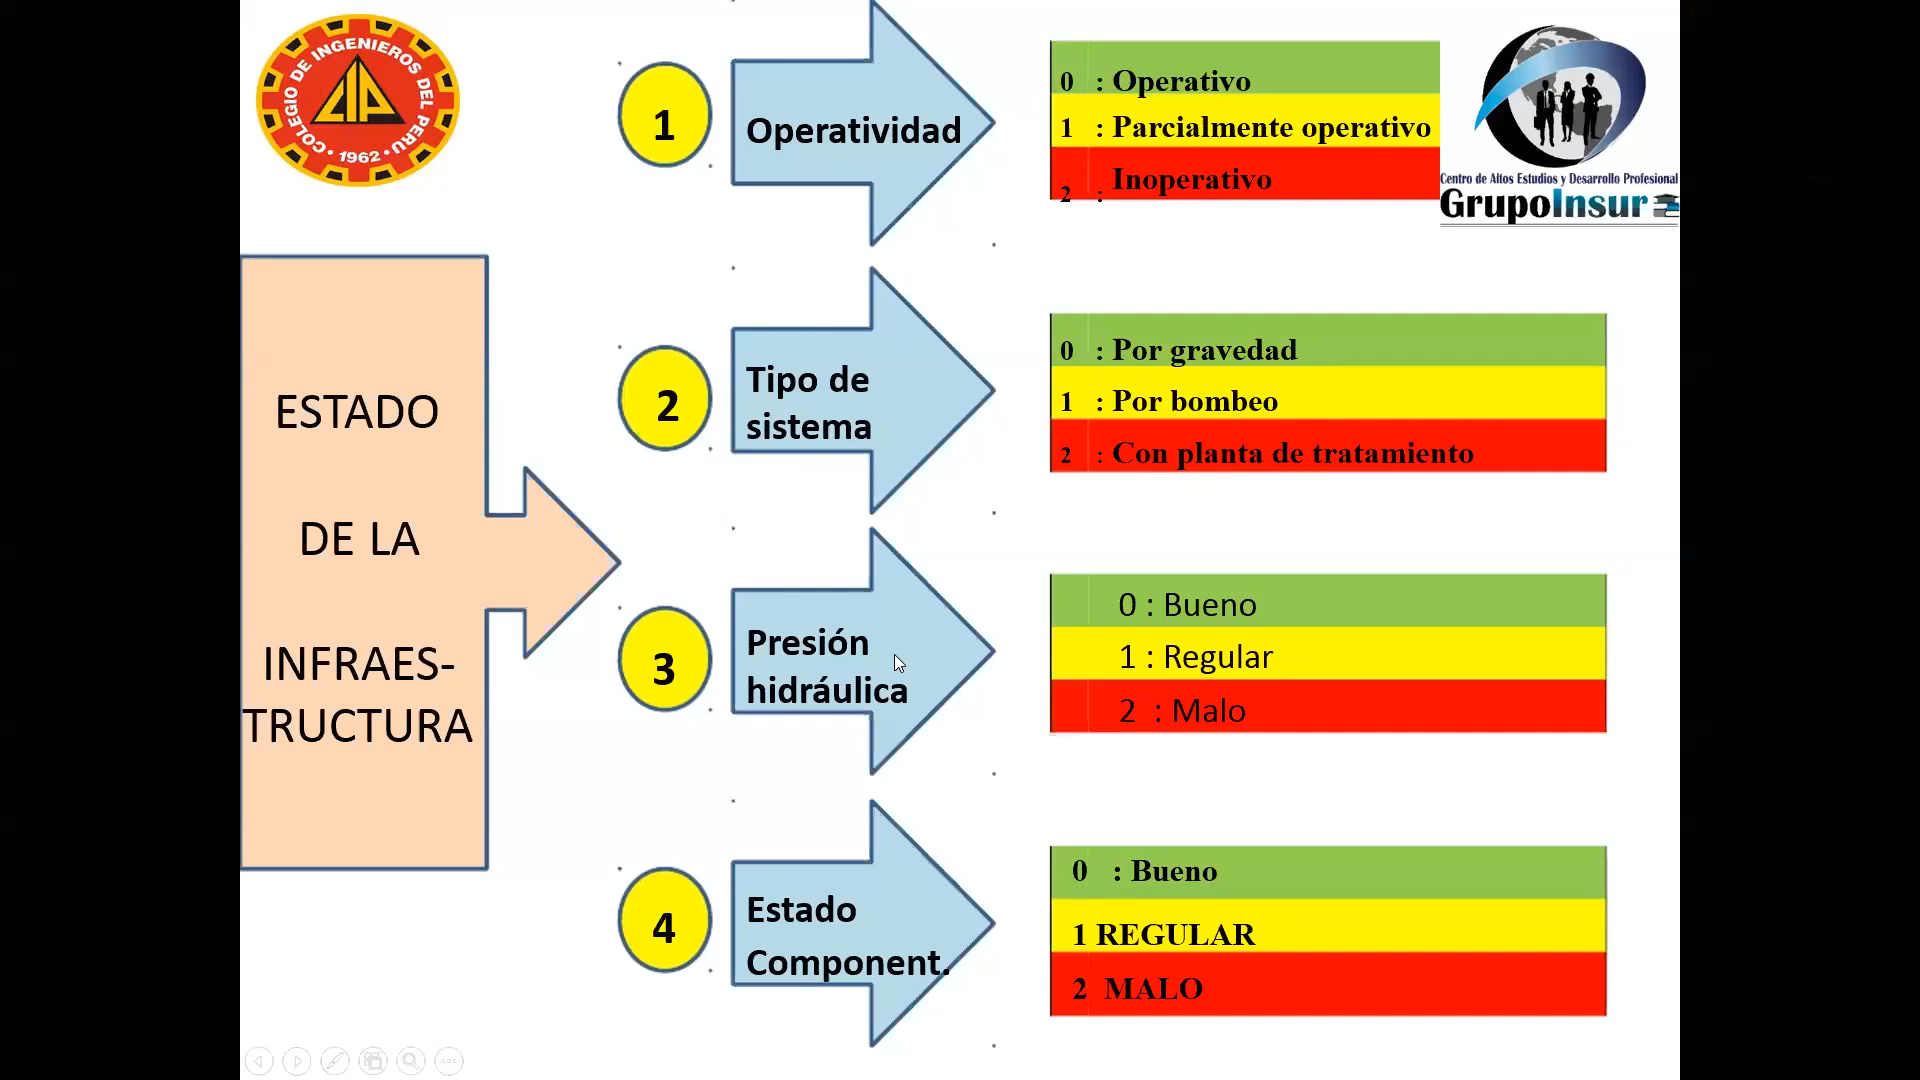 COLEGIO DE INGENIEROS DEL PERU
CIP
• 1962 •
ESTADO
DE LA
INFRAES-
TRUCTURA
1
Operatividad
0 : Operativo
1 : Parcialmente operativo
2 : Inoperativo
Centro de Altos Estudios y Desarrollo Profesional
GrupoInsur
2
Tipo de
sistema
0 : Por gravedad
1 : Por bombeo
2 : Con planta de tratamiento
3
Presión
hidráulica
0 : Bueno
1 : Regular
2 : Malo
4
Estado
Component.
0 : Bueno
1 REGULAR
2 MALO